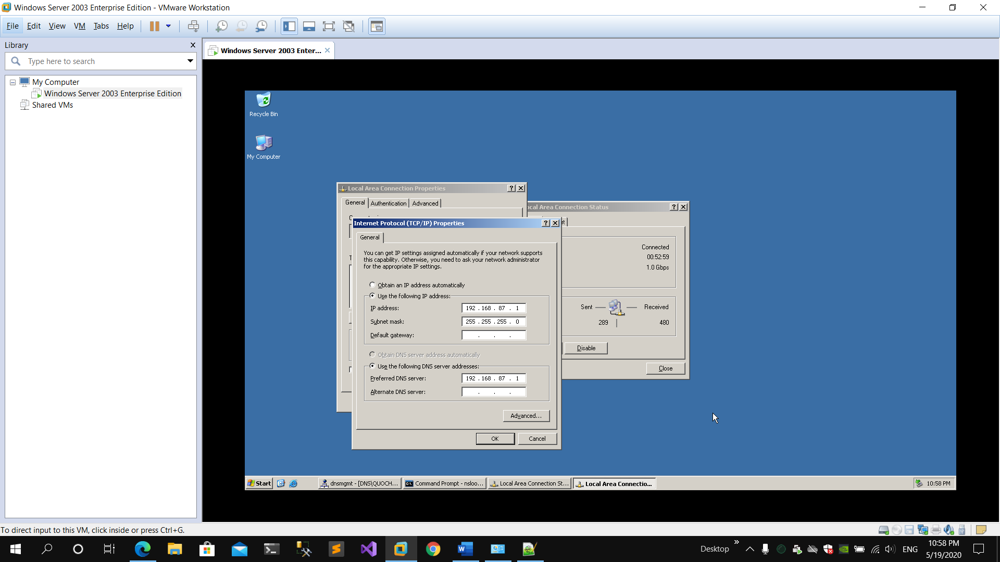 Windows Server 2003 Enterprise Edition - VMware Workstation
File Edit View VM Tabs Help
Library
Windows Server 2003 Enter...
Type here to search
My Computer
Windows Server 2003 Enterprise Edition
Shared VMs
Recycle Bin
My Computer
Local Area Connection Properties
General Authentication Advanced
ocal Area Connection Status
Internet Protocol (TCP/IP) Properties
General
You can get IP settings assigned automatically if your network supports
this capability. Otherwise, you need to ask your network administrator
for the appropriate IP settings.
Obtain an IP address automatically
Use the following IP address:
IP address: 192 . 168 . 87 . 1
Subnet mask: 255 . 255 . 255 . 0
Default gateway: . . .
Obtain DNS server address automatically
Use the following DNS server addresses:
Preferred DNS server: 192 . 168 . 87 . 1
Alternate DNS server: . . .
Advanced...
OK Cancel
Connected
00:52:59
1.0 Gbps
Sent Received
289 480
Disable
Close
Start dnsmgmt - [DNS\QUOCH... Command Prompt - nsloo... Local Area Connection St... Local Area Connectio... 10:58 PM
To direct input to this VM, click inside or press Ctrl+G.
Desktop ENG 10:58 PM
5/19/2020